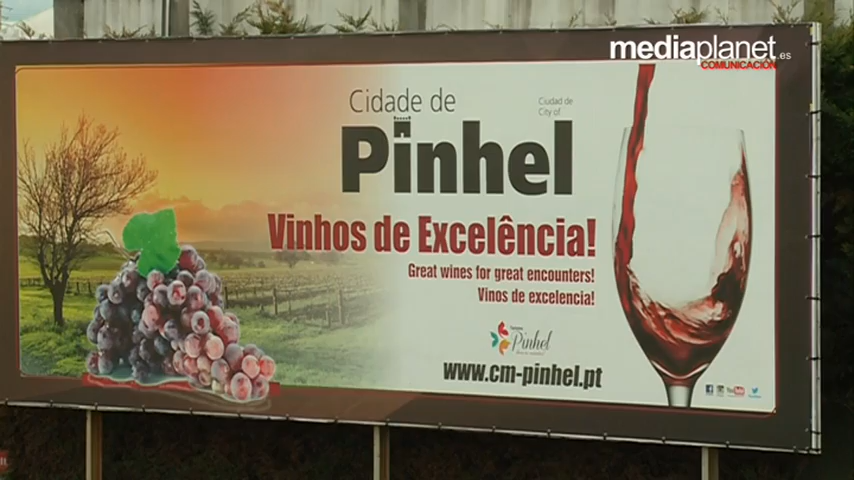 mediaplanet.es
COMUNICACIÓN
Cidade de
Ciudad de
City of
Pinhel
Vinhos de Excelência!
Great wines for great encounters!
Vinos de excelencia!
Pinhel
www.cm-pinhel.pt
You